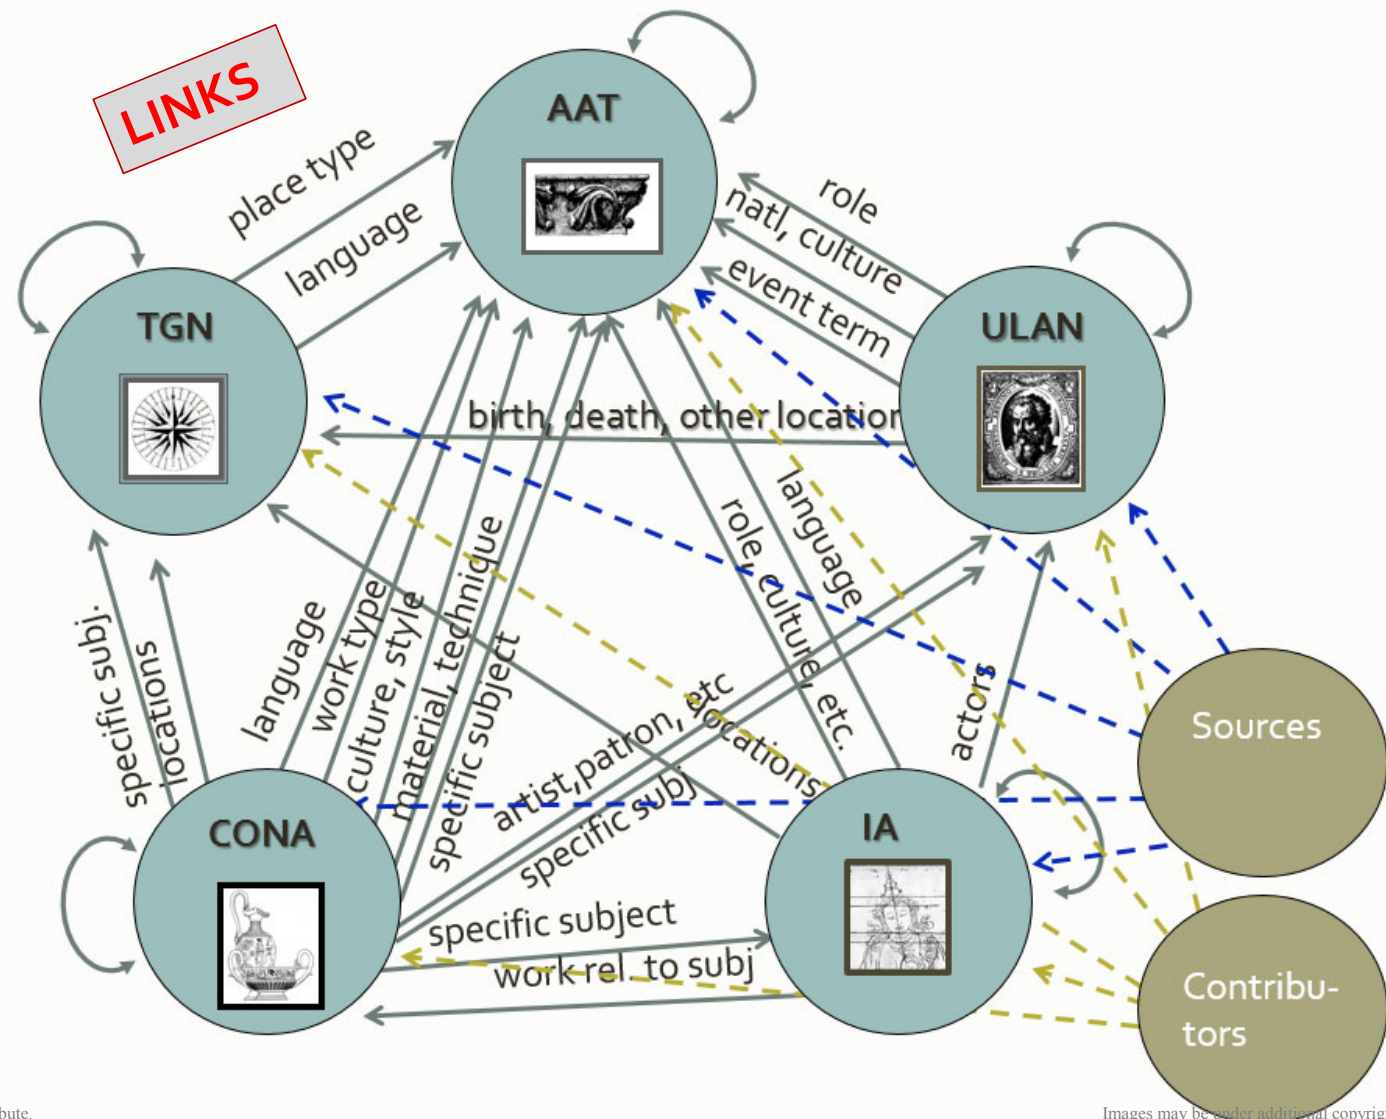 LINKS
AAT
place type
language
role
natl, culture
event term
TGN
ULAN
birth, death, other location
language
role, culture, etc.
specific subj.
locations
language
work type
culture, style
material, technique
specific subject
artist,patron, etc
specific subj
locations
actors
Sources
CONA
IA
specific subject
work rel. to subj
Contribu-
tors
bute.
Images may be under additional copyrig